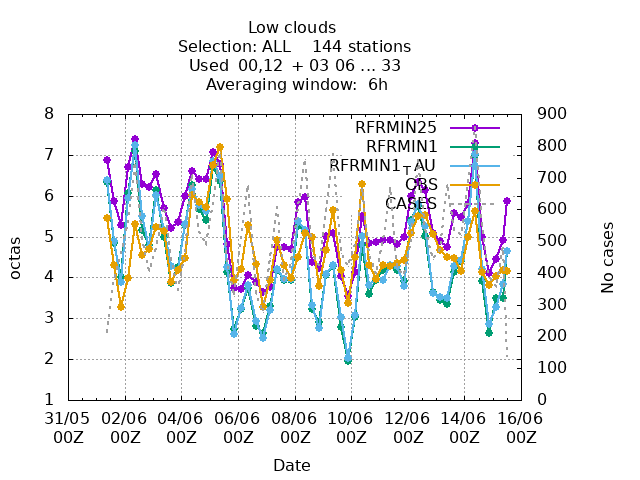 Low clouds
Selection: ALL 144 stations
Used 00,12 + 03 06 ... 33
Averaging window: 6h
8 900
RFRMIN25
800
RFRMIN1
7
RFRMIN1_AU
700
OBS
6
CASES
600
5 500
octas
No cases
4 400
300
3
200
2
100
1 0
31/05 02/06 04/06 06/06 08/06 10/06 12/06 14/06 16/06
00Z 00Z 00Z 00Z 00Z 00Z 00Z 00Z 00Z
Date